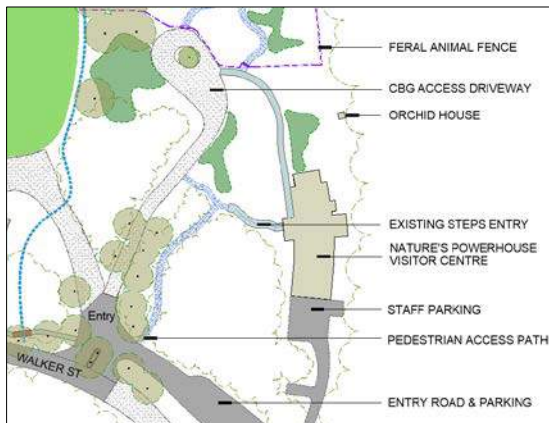 FERAL ANIMAL FENCE
CBG ACCESS DRIVEWAY
ORCHID HOUSE
EXISTING STEPS ENTRY
NATURE'S POWERHOUSE
VISITOR CENTRE
STAFF PARKING
Entry
PEDESTRIAN ACCESS PATH
WALKER ST
ENTRY ROAD & PARKING